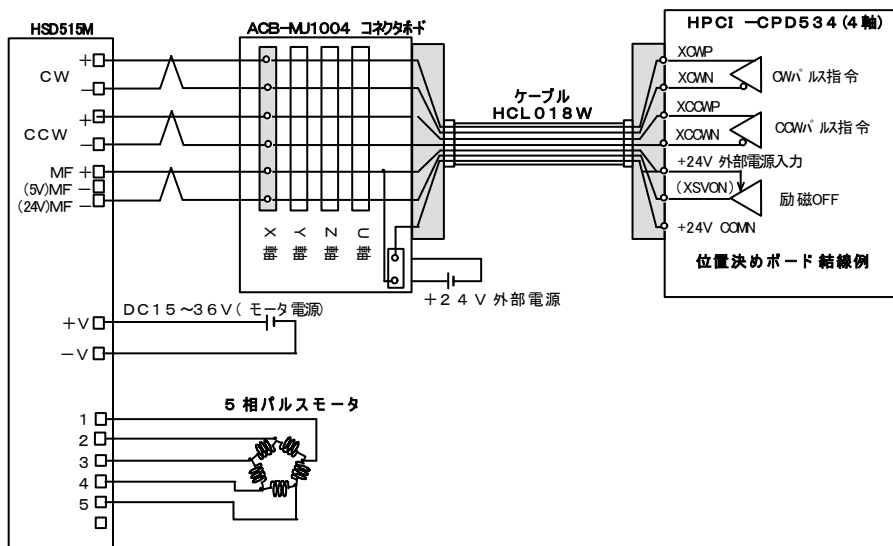 HSD515M
ACB-MJ1004 コネクタボード
HPCI -CPD534(4軸)
+
CW
-
+
CCW
-
MF +
(5V)MF -
(24V)MF -
X軸
Y軸
Z軸
U軸
ケーブル
HCL018W
XCWP
XCWN
CWパルス指令
XCCWP
XCCWN
CCWパルス指令
+24V 外部電源入力
(XSVON)
励磁OFF
+24V COMN
位置決めボード 結線例
+24V外部電源
DC15~36V(モータ電源)
+V
-V
5相パルスモータ
1
2
3
4
5